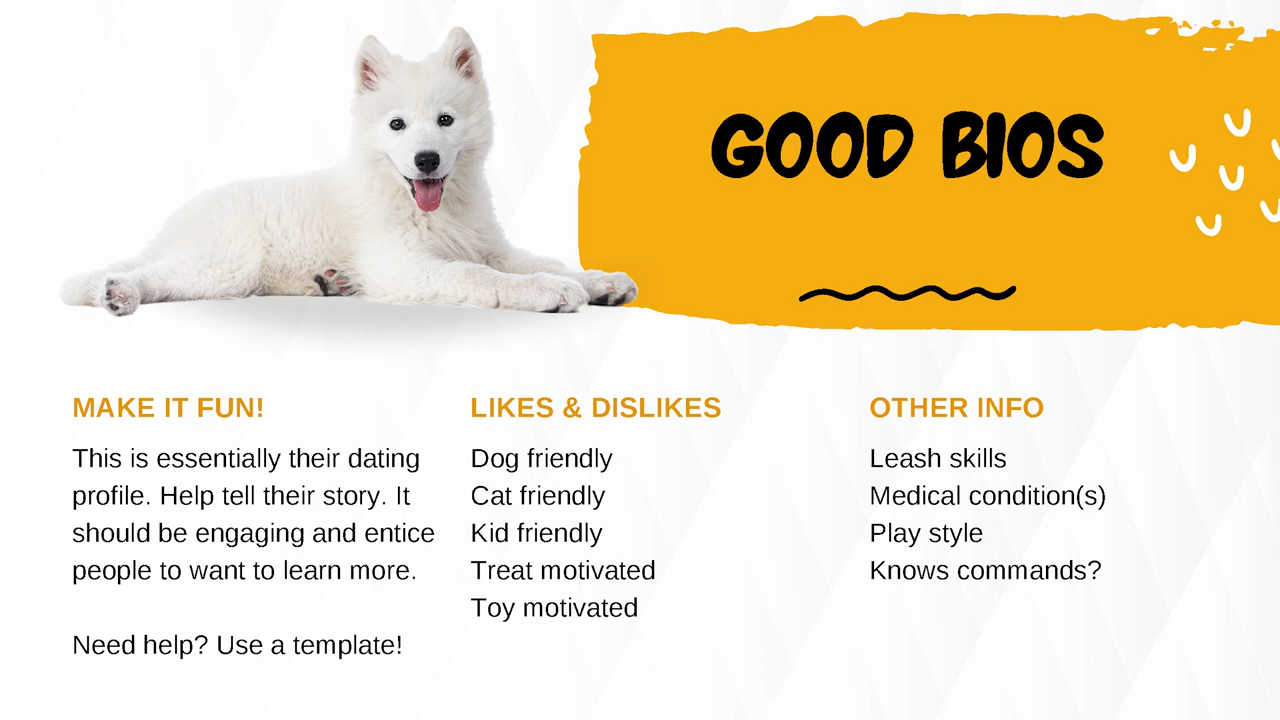 GOOD BIOS
MAKE IT FUN!
This is essentially their dating
profile. Help tell their story. It
should be engaging and entice
people to want to learn more.
Need help? Use a template!
LIKES & DISLIKES
Dog friendly
Cat friendly
Kid friendly
Treat motivated
Toy motivated
OTHER INFO
Leash skills
Medical condition(s)
Play style
Knows commands?